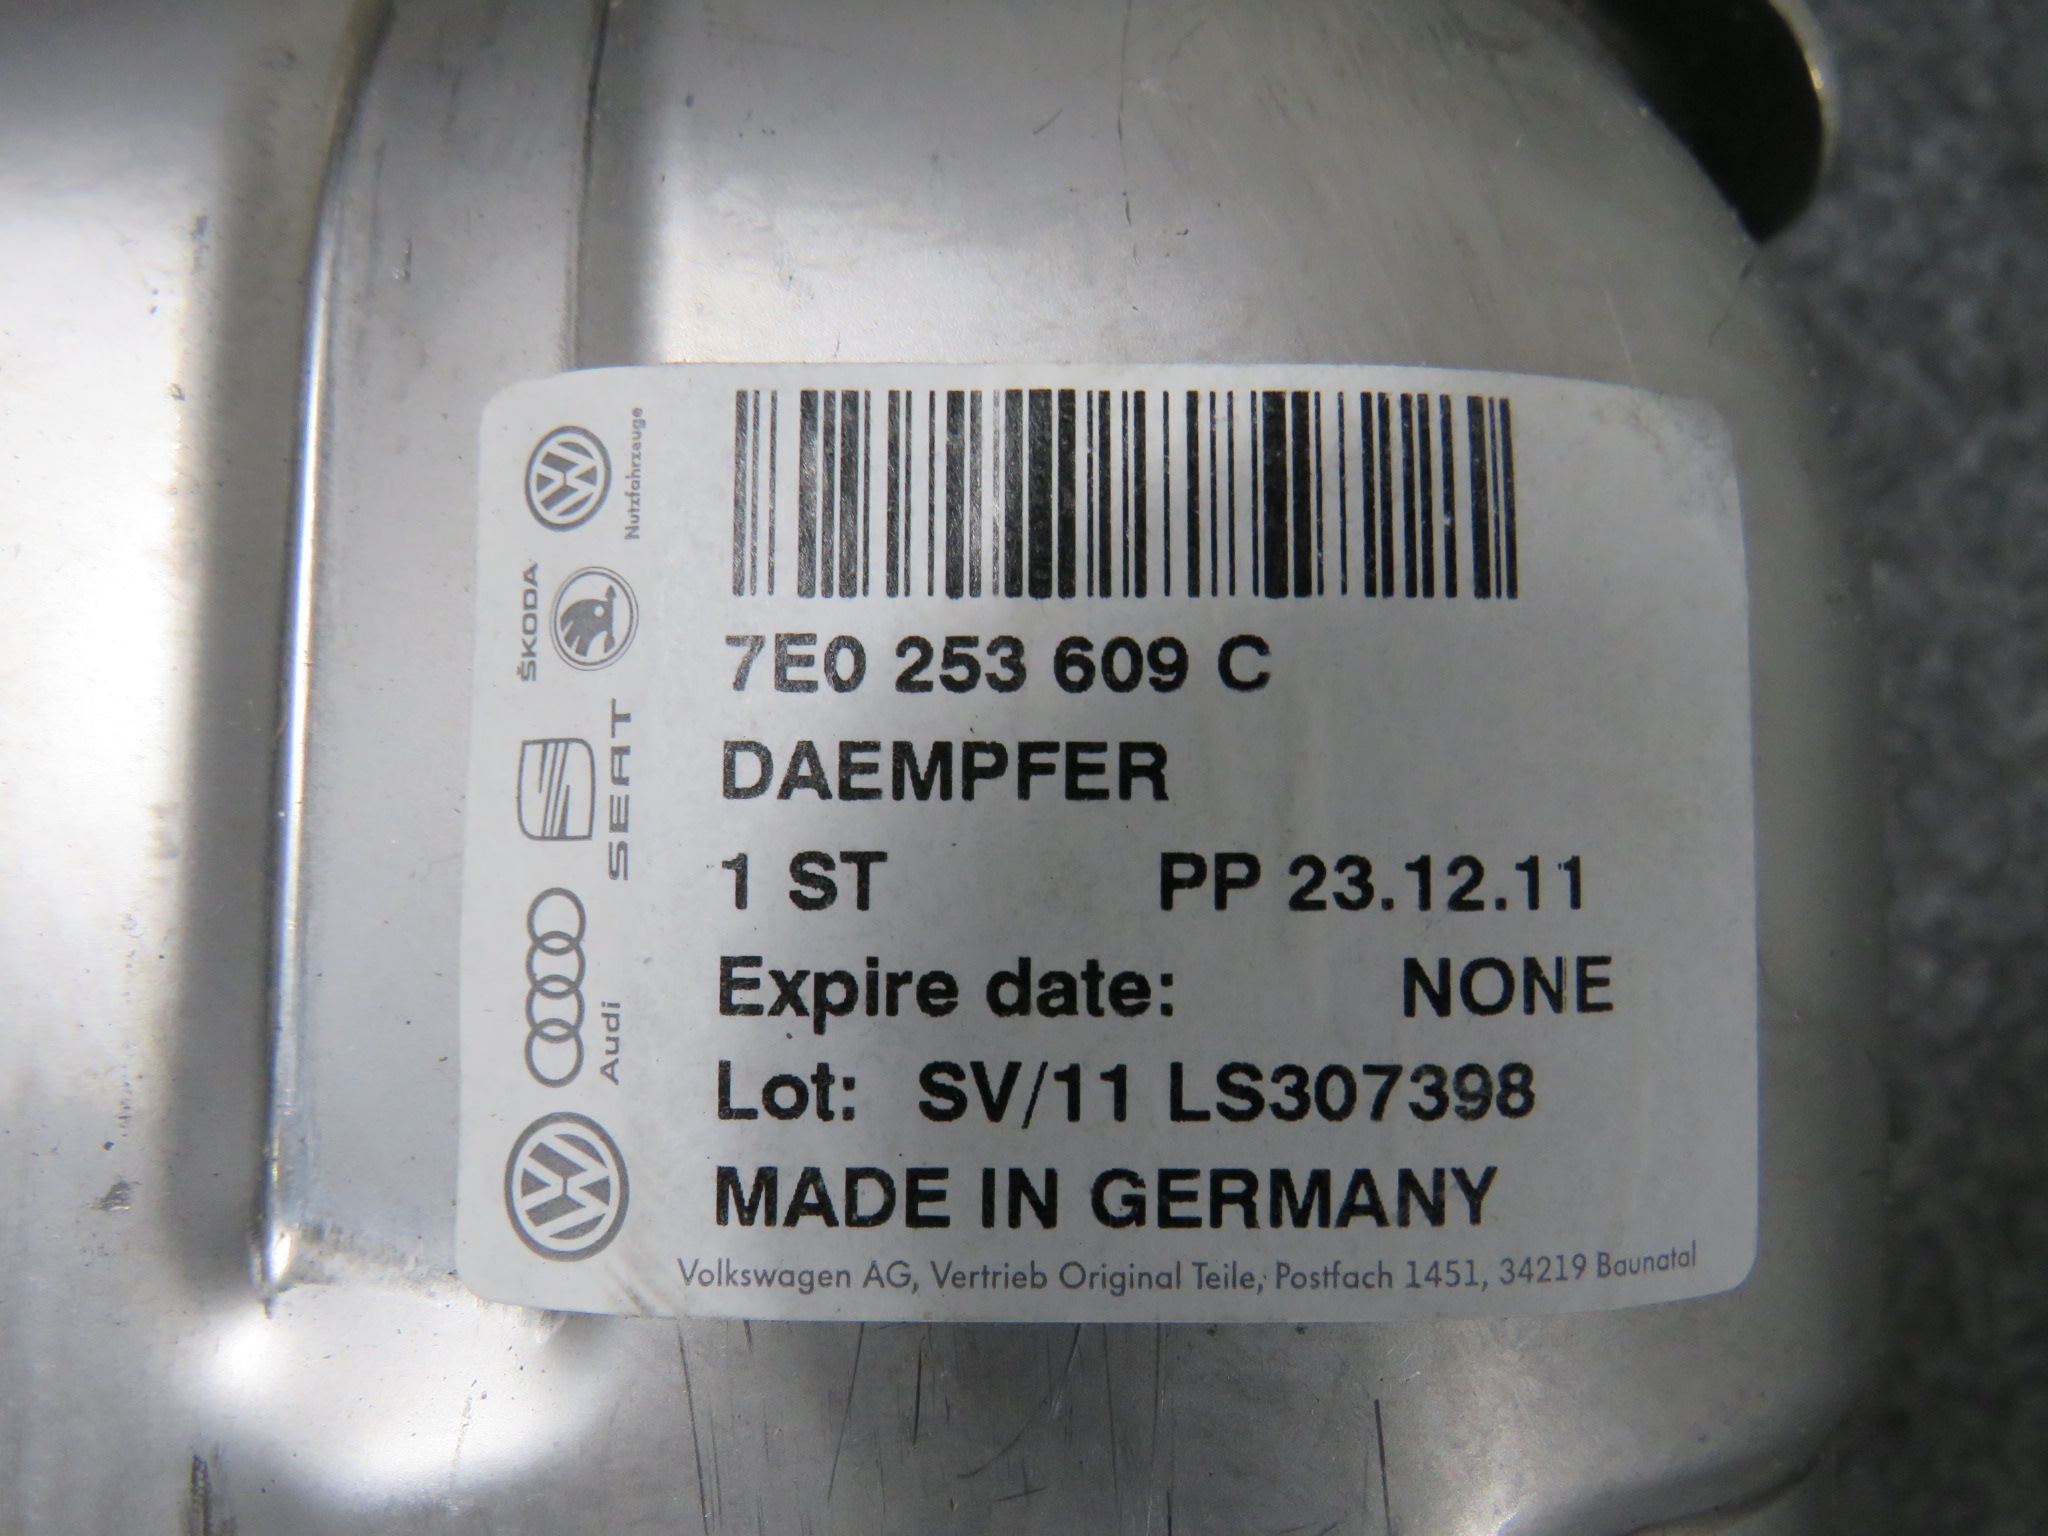 7E0 253 609 C
DAEMPFER
1 ST PP 23.12.11
Expire date: NONE
Lot: SV/11 LS307398
MADE IN GERMANY
Volkswagen AG, Vertrieb Original Teile, Postfach 1451, 34219 Baunatal
Nutzfahrzeuge
ŠKODA
SEAT
Audi